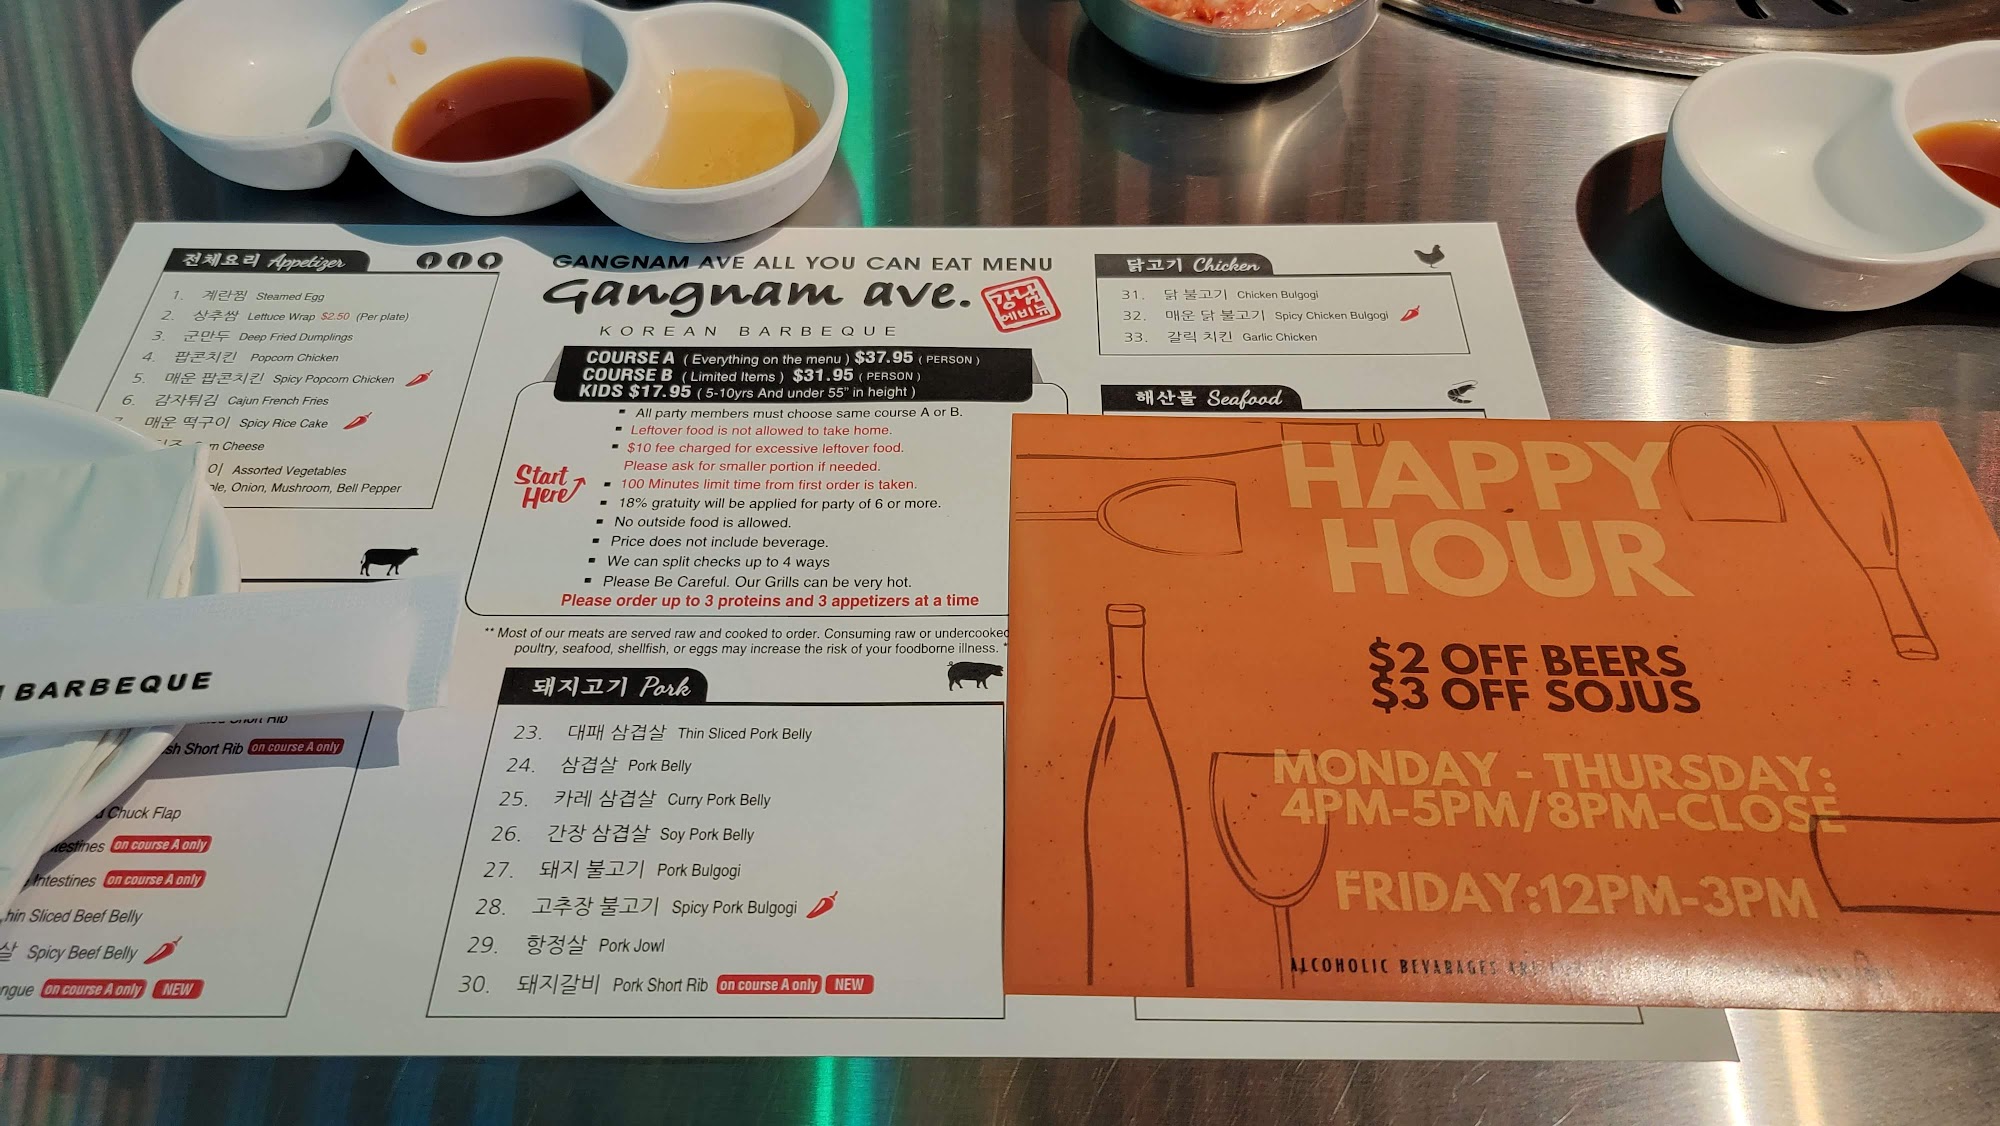 전체요리 Appetizer
1. 계란찜 Steamed Egg
2. 상추쌈 Lettuce Wrap $2.50 (Per plate)
3. 군만두 Deep Fried Dumplings
4. 팝콘치킨 Popcorn Chicken
5. 매운 팝콘치킨 Spicy Popcorn Chicken
6. 감자튀김 Cajun French Fries
매운 떡구이 Spicy Rice Cake
Cheese
Assorted Vegetables
Onion, Mushroom, Bell Pepper
BARBEQUE
Short Rib
Short Rib on course A only
Chuck Flap
on course A only
Intestines on course A only
Sliced Beef Belly
Spicy Beef Belly
on course A only NEW
GANGNAM AVE ALL YOU CAN EAT MENU
Gangnam ave.
강남
에비뉴
KOREAN BARBEQUE
COURSE A ( Everything on the menu ) $37.95 ( PERSON )
COURSE B ( Limited Items ) $31.95 ( PERSON )
KIDS $17.95 ( 5-10yrs And under 55" in height )
Start
Here
▪ All party members must choose same course A or B.
▪ Leftover food is not allowed to take home.
▪ $10 fee charged for excessive leftover food.
Please ask for smaller portion if needed.
▪ 100 Minutes limit time from first order is taken.
▪ 18% gratuity will be applied for party of 6 or more.
▪ No outside food is allowed.
▪ Price does not include beverage.
▪ We can split checks up to 4 ways
▪ Please Be Careful. Our Grills can be very hot.
Please order up to 3 proteins and 3 appetizers at a time
** Most of our meats are served raw and cooked to order. Consuming raw or undercooked
poultry, seafood, shellfish, or eggs may increase the risk of your foodborne illness. *
돼지고기 Pork
23. 대패 삼겹살 Thin Sliced Pork Belly
24. 삼겹살 Pork Belly
25. 카레 삼겹살 Curry Pork Belly
26. 간장 삼겹살 Soy Pork Belly
27. 돼지 불고기 Pork Bulgogi
28. 고추장 불고기 Spicy Pork Bulgogi
29. 항정살 Pork Jowl
30. 돼지갈비 Pork Short Rib on course A only NEW
닭고기 Chicken
31. 닭 불고기 Chicken Bulgogi
32. 매운 닭 불고기 Spicy Chicken Bulgogi
33. 갈릭 치킨 Garlic Chicken
해산물 Seafood
HAPPY
HOUR
$2 OFF BEERS
$3 OFF SOJUS
MONDAY - THURSDAY:
4PM-5PM/8PM-CLOSE
FRIDAY:12PM-3PM
ALCOHOLIC BEVARAGES